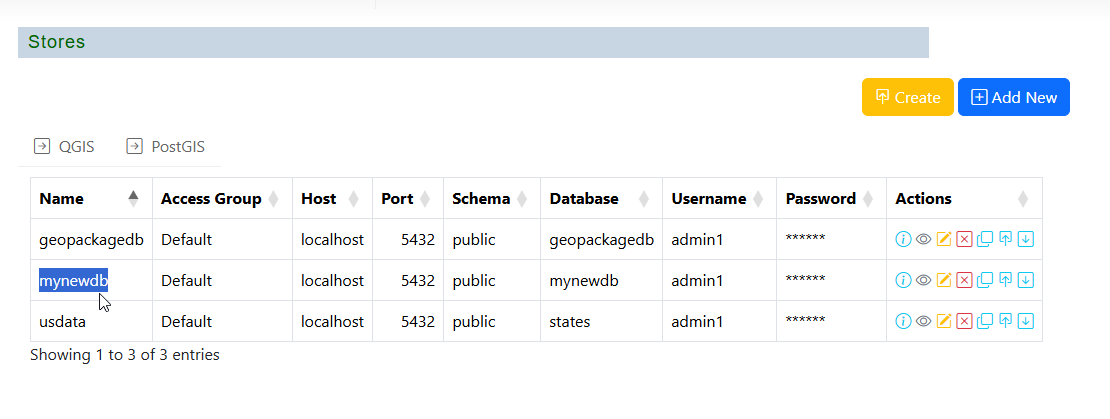 Stores
Create Add New
QGIS PostGIS
Name Access Group Host Port Schema Database Username Password Actions
geopackagedb Default localhost 5432 public geopackagedb admin1 ******
mynewdb Default localhost 5432 public mynewdb admin1 ******
usdata Default localhost 5432 public states admin1 ******
Showing 1 to 3 of 3 entries